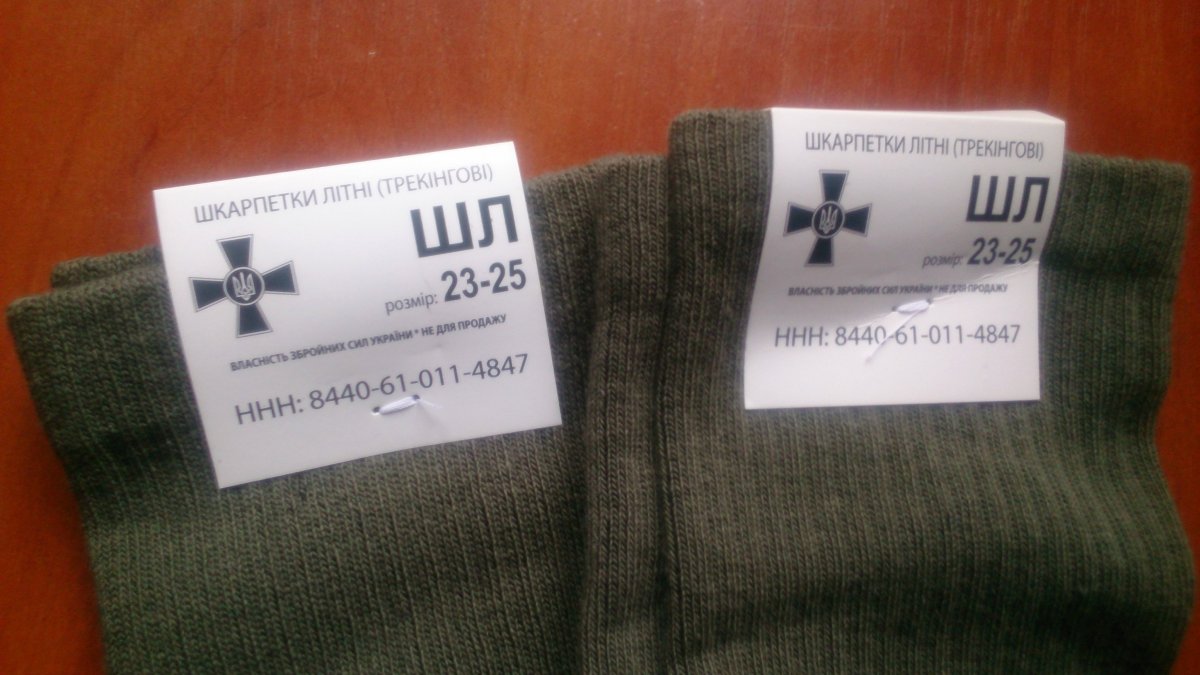 ШКАРПЕТКИ ЛІТНІ (ТРЕКІНГОВІ)
ШЛ
розмір: 23-25
ВЛАСНІСТЬ ЗБРОЙНИХ СИЛ УКРАЇНИ * НЕ ДЛЯ ПРОДАЖУ
ННН: 8440-61-011-4847
ШКАРПЕТКИ ЛІТНІ (ТРЕКІНГОВІ)
ШЛ
розмір: 23-25
ВЛАСНІСТЬ ЗБРОЙНИХ СИЛ УКРАЇНИ * НЕ ДЛЯ ПРОДАЖУ
ННН: 8440-61-011-4847